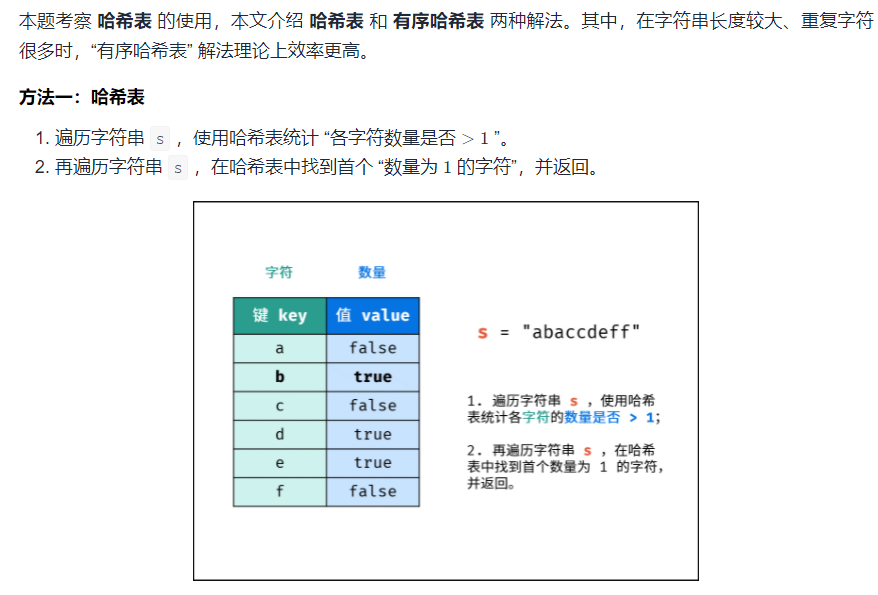 本题考察 哈希表 的使用，本文介绍 哈希表 和 有序哈希表 两种解法。其中，在字符串长度较大、重复字符
很多时，“有序哈希表” 解法理论上效率更高。
方法一：哈希表
1. 遍历字符串 s ，使用哈希表统计 “各字符数量是否 > 1 ”。
2. 再遍历字符串 s ，在哈希表中找到首个 “数量为 1 的字符”，并返回。
字符 数量
键 key 值 value
a false
b true
c false
d true
e true
f false
s = "abaccdeff"
1. 遍历字符串 s ，使用哈希
表统计各字符的数量是否 > 1;
2. 再遍历字符串 s ，在哈希
表中找到首个数量为 1 的字符，
并返回。